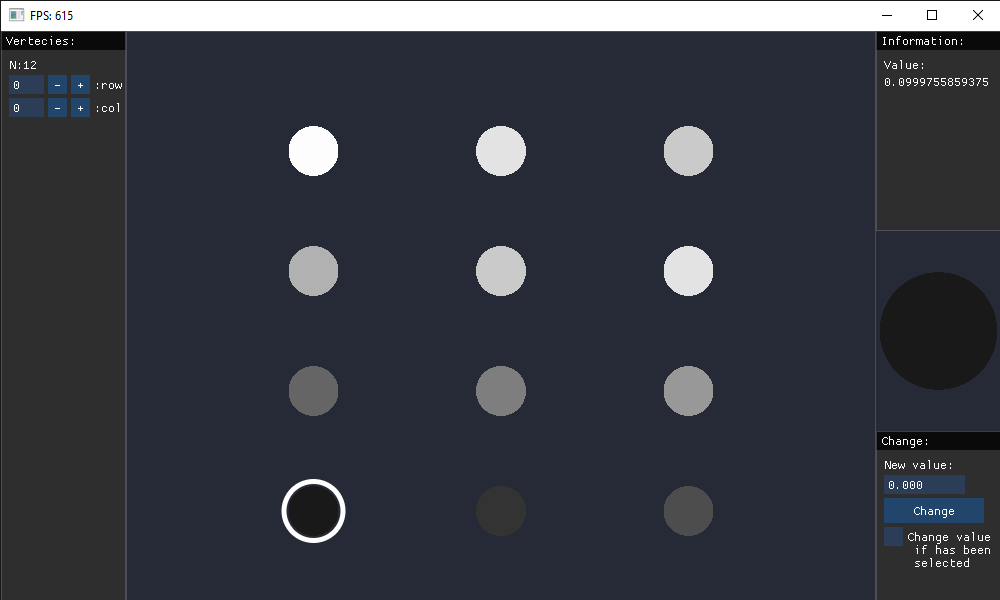 FPS: 615
Vertecies:
N:12
0 - + :row
0 - + :col
Information:
Value:
0.0999755859375
Change:
New value:
0.000
Change
Change value
if has been
selected